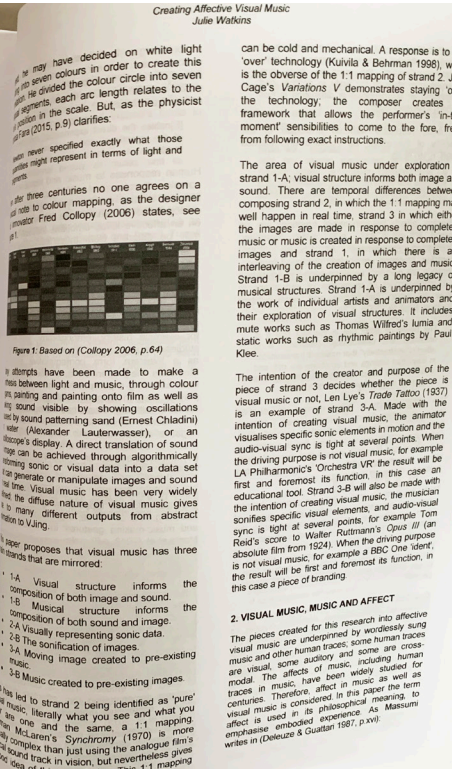 Creating Affective Visual Music
Julie Watkins
he may have decided on white light
into seven colours in order to create this
He divided the colour circle into seven
segments, each arc length relates to the
position in the scale. But, as the physicist
Fara (2015, p.9) clarifies:
never specified exactly what those
might represent in terms of light and
after three centuries no one agrees on a
note to colour mapping, as the designer
innovator Fred Collopy (2006) states, see
Figure 1: Based on (Collopy 2006, p.64)
attempts have been made to make a
between light and music, through colour
painting and painting onto film as well as
sound visible by showing oscillations
by sound patterning sand (Ernest Chladini)
water (Alexander Lauterwasser), or an
display. A direct translation of sound
image can be achieved through algorithmically
sonic or visual data into a data set
can generate or manipulate images and sound
time. Visual music has been very widely
the diffuse nature of visual music gives
to many different outputs from abstract
to VJing.
paper proposes that visual music has three
strands that are mirrored:
• 1-A Visual structure informs the
composition of both image and sound.
• 1-B Musical structure informs the
composition of both sound and image.
• 2-A Visually representing sonic data.
• 2-B The sonification of images.
• 3-A Moving image created to pre-existing
music.
• 3-B Music created to pre-existing images.
has led to strand 2 being identified as 'pure'
music, literally what you see and what you
are one and the same, a 1:1 mapping.
McLaren's Synchromy (1970) is more
complex than just using the analogue film's
sound track in vision, but nevertheless gives
This 1:1 mapping
can be cold and mechanical. A response is to
'over' technology (Kuivila & Behrman 1998), w
is the obverse of the 1:1 mapping of strand 2. J
Cage's Variations V demonstrates staying 'o
the technology; the composer creates
framework that allows the performer's 'in-t
moment' sensibilities to come to the fore, fre
from following exact instructions.
The area of visual music under exploration
strand 1-A; visual structure informs both image a
sound. There are temporal differences betwe
composing strand 2, in which the 1:1 mapping ma
well happen in real time, strand 3 in which eith
the images are made in response to complete
music or music is created in response to complete
images and strand 1, in which there is a
interleaving of the creation of images and music
Strand 1-B is underpinned by a long legacy o
musical structures. Strand 1-A is underpinned by
the work of individual artists and animators and
their exploration of visual structures. It includes
mute works such as Thomas Wilfred's lumia and
static works such as rhythmic paintings by Paul
Klee.
The intention of the creator and purpose of the
piece of strand 3 decides whether the piece is
visual music or not, Len Lye's Trade Tattoo (1937)
is an example of strand 3-A. Made with the
intention of creating visual music, the animator
visualises specific sonic elements in motion and the
audio-visual sync is tight at several points. When
the driving purpose is not visual music, for example
LA Philharmonic's 'Orchestra VR' the result will be
first and foremost its function, in this case an
educational tool. Strand 3-B will also be made with
the intention of creating visual music, the musician
sonifies specific visual elements, and audio-visual
sync is tight at several points, for example Tom
Reid's score to Walter Ruttmann's Opus III (an
absolute film from 1924). When the driving purpose
is not visual music, for example a BBC One 'ident',
the result will be first and foremost its function, in
this case a piece of branding.
2. VISUAL MUSIC, MUSIC AND AFFECT
The pieces created for this research into affective
visual music are underpinned by wordlessly sung
music and other human traces; some human traces
are visual, some auditory and some are cross-
modal. The affects of music, including human
traces in music, have been widely studied for
centuries. Therefore, affect in music as well as
visual music is considered. In this paper the term
affect is used in its philosophical meaning, to
emphasise embodied experience. As Massumi
writes in (Deleuze & Guattari 1987, p.xvi):